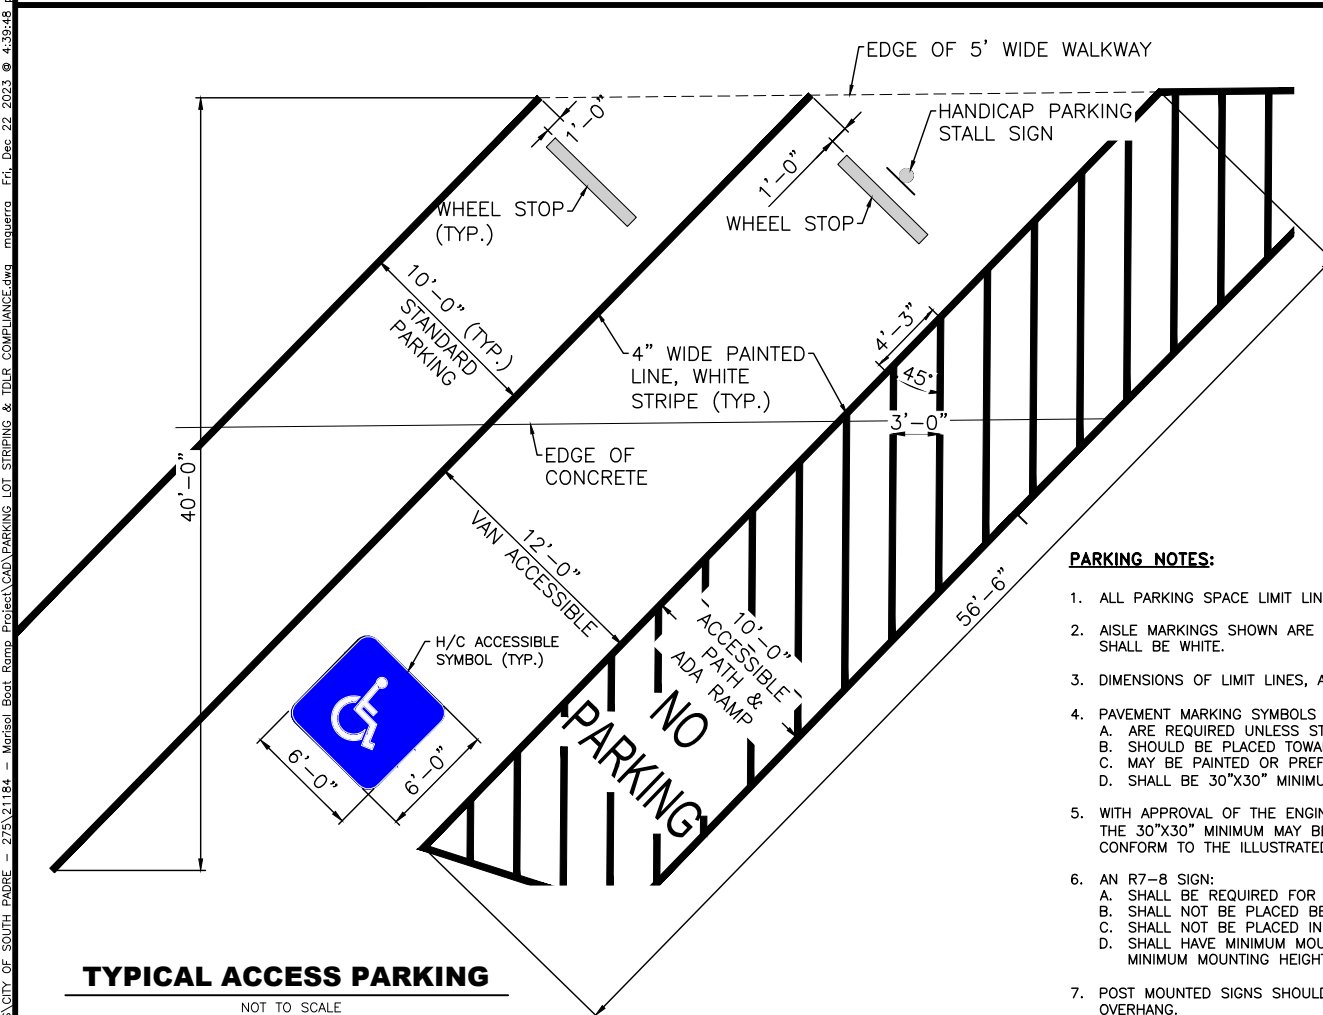 EDGE OF 5' WIDE WALKWAY
HANDICAP PARKING
STALL SIGN
1'-0"
1'-0"
WHEEL STOP
(TYP.)
WHEEL STOP
10'-0" (TYP.)
STANDARD
PARKING
4" WIDE PAINTED
LINE, WHITE
STRIPE (TYP.)
4'-3"
45°
3'-0"
EDGE OF
CONCRETE
40'-0"
12'-0"
VAN ACCESSIBLE
H/C ACCESSIBLE
SYMBOL (TYP.)
6'-0"
6'-0"
10'-0"
ACCESSIBLE
PATH &
ADA RAMP
NO
PARKING
56'-6"
PARKING NOTES:
1. ALL PARKING SPACE LIMIT LIN
2. AISLE MARKINGS SHOWN ARE
SHALL BE WHITE.
3. DIMENSIONS OF LIMIT LINES, A
4. PAVEMENT MARKING SYMBOLS
A. ARE REQUIRED UNLESS ST
B. SHOULD BE PLACED TOWA
C. MAY BE PAINTED OR PREF
D. SHALL BE 30"X30" MINIMU
5. WITH APPROVAL OF THE ENGIN
THE 30"X30" MINIMUM MAY BE
CONFORM TO THE ILLUSTRATED
6. AN R7-8 SIGN:
A. SHALL BE REQUIRED FOR
B. SHALL NOT BE PLACED BE
C. SHALL NOT BE PLACED IN
D. SHALL HAVE MINIMUM MOU
MINIMUM MOUNTING HEIGHT
7. POST MOUNTED SIGNS SHOULD
OVERHANG.
TYPICAL ACCESS PARKING
NOT TO SCALE
\CITY OF SOUTH PADRE - 275\21184 - Marisol Boat Ramp Project\CAD\PARKING LOT STRIPING & TDLR COMPLIANCE.dwg mguerra Fri, Dec 22 2023 @ 4:39:48